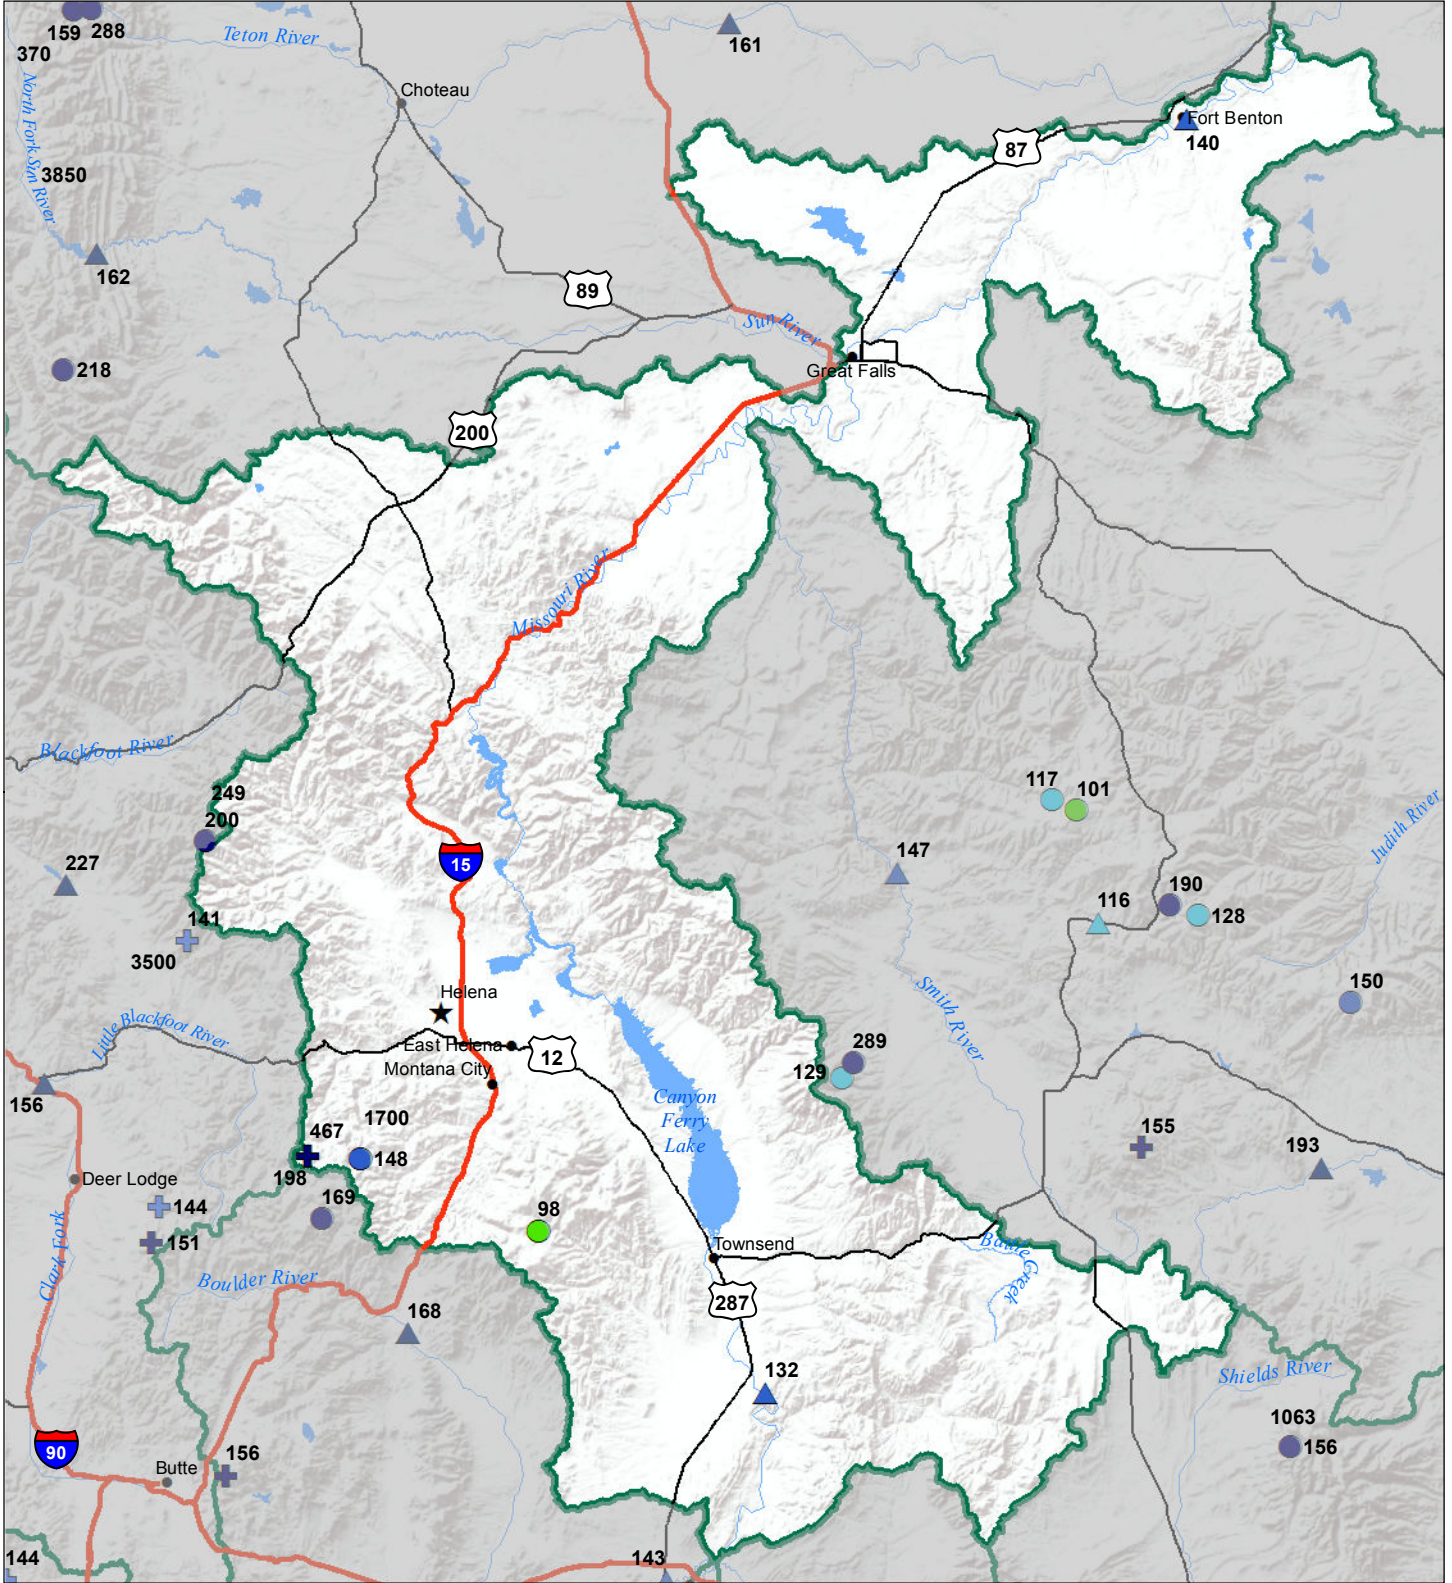 159
288
370
Teton River
161
Choteau
North Fork Sun River
3850
162
87
Fort Benton
140
89
Sun River
Great Falls
218
200
Missouri River
Blackfoot River
249
200
227
15
117
101
Judith River
147
141
3500
116
190
128
150
Helena
Little Blackfoot River
East Helena
12
Montana City
Smith River
289
129
Canyon
Ferry
Lake
156
467
1700
148
198
155
193
Deer Lodge
144
169
98
151
Clark Fork
Boulder River
Townsend
Battle Creek
287
168
132
Shields River
1063
156
90
Butte
156
144
143